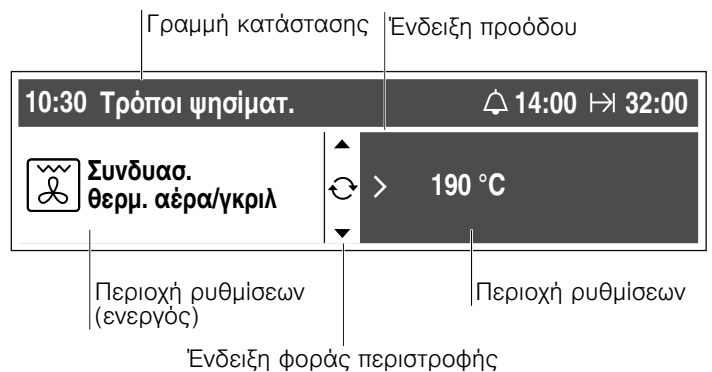 Γραμμή κατάστασης
Ένδειξη προόδου
10:30 Τρόποι ψησίματ. 14:00 32:00
Συνδυασ.
θερμ. αέρα/γκριλ
190 °C
Περιοχή ρυθμίσεων
(ενεργός)
Περιοχή ρυθμίσεων
Ένδειξη φοράς περιστροφής